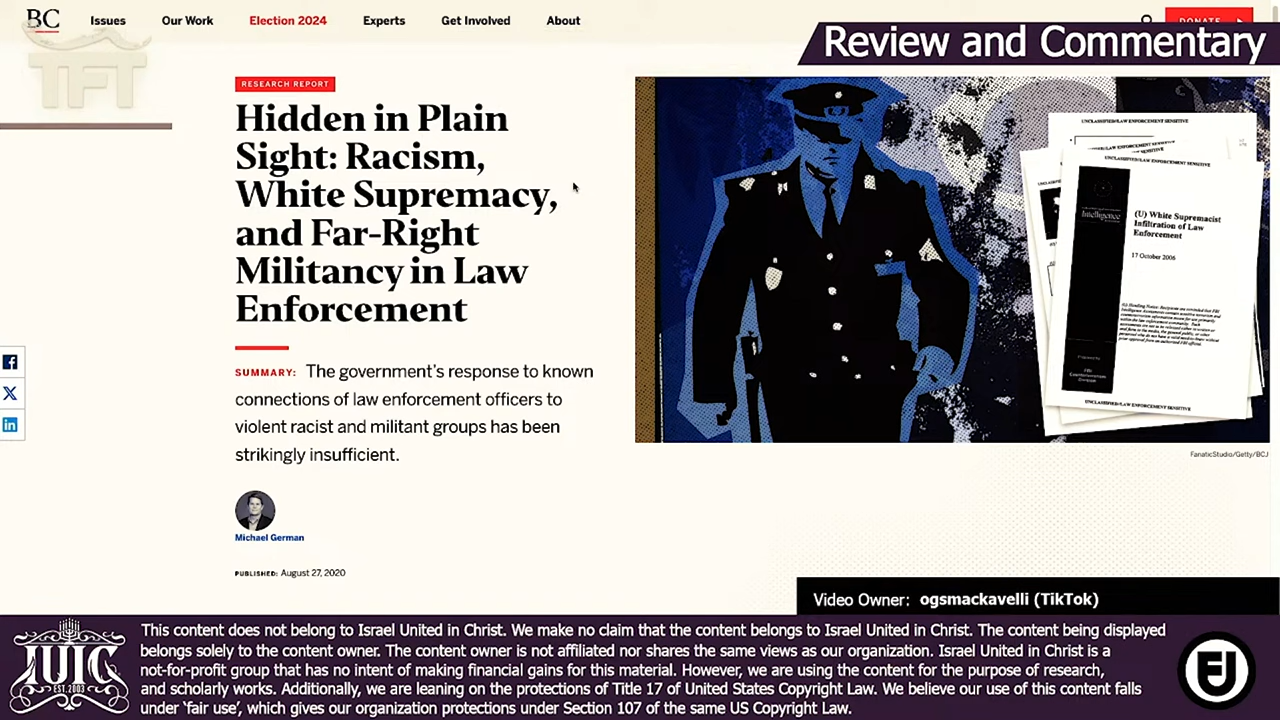 BC Issues Our Work Election 2024 Experts Get Involved About DONATE
Review and Commentary
TFT
RESEARCH REPORT
Hidden in Plain
Sight: Racism,
White Supremacy,
and Far-Right
Militancy in Law
Enforcement
SUMMARY: The government's response to known
connections of law enforcement officers to
violent racist and militant groups has been
strikingly insufficient.
Michael German
PUBLISHED: August 27, 2020
UNCLASSIFIED//LAW ENFORCEMENT SENSITIVE
UNCLASSIFIED//LAW ENFORCEMENT SENSITIVE
Intelligence
(U) White Supremacist
Infiltration of Law
Enforcement
17 October 2006
UNCLASSIFIED//LAW ENFORCEMENT SENSITIVE
FanaticStudio/Getty/BCJ
Video Owner: ogsmackavelli (TikTok)
IUIC
EST. 2003
This content does not belong to Israel United in Christ. We make no claim that the content belongs to Israel United in Christ. The content being displayed
belongs solely to the content owner. The content owner is not affiliated nor shares the same views as our organization. Israel United in Christ is a
not-for-profit group that has no intent of making financial gains for this material. However, we are using the content for the purpose of research,
and scholarly works. Additionally, we are leaning on the protections of Title 17 of United States Copyright Law. We believe our use of this content falls
under 'fair use', which gives our organization protections under Section 107 of the same US Copyright Law.